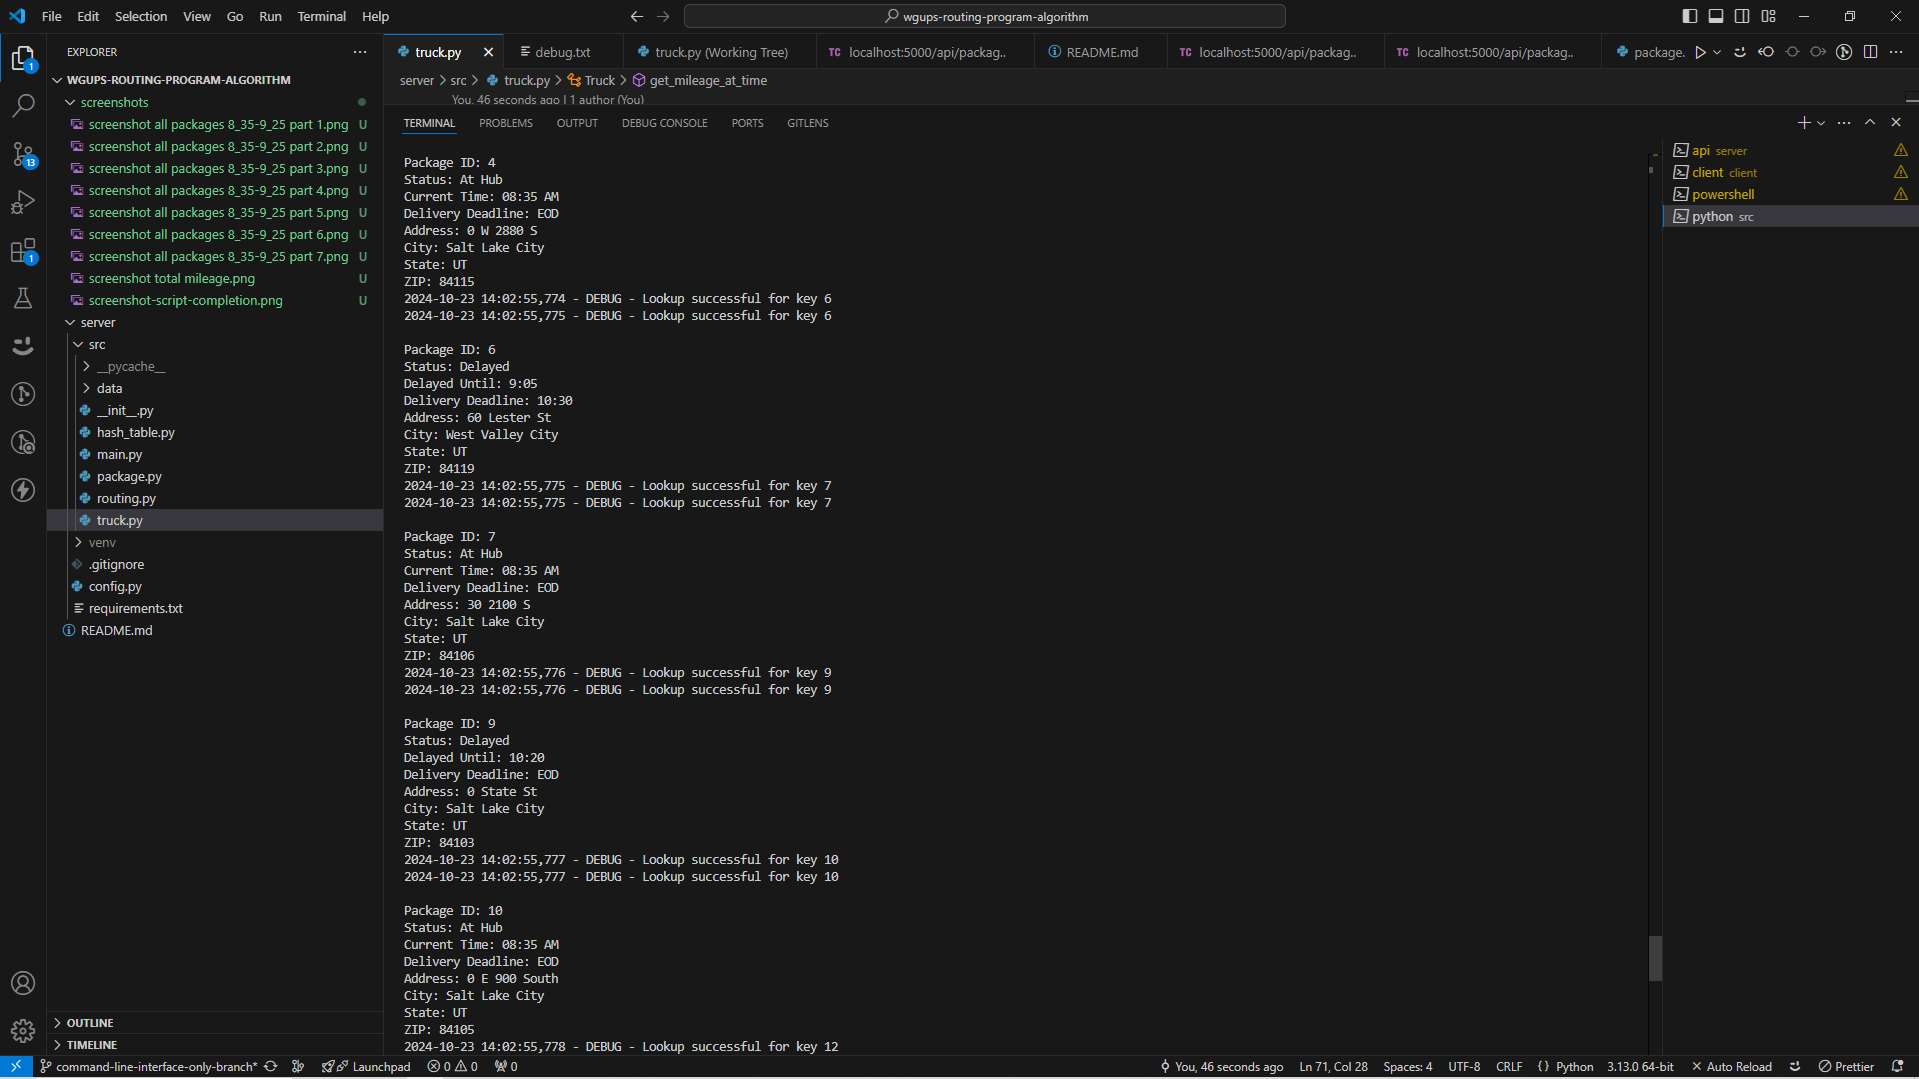 File Edit Selection View Go Run Terminal Help
wgups-routing-program-algorithm
EXPLORER
WGUPS-ROUTING-PROGRAM-ALGORITHM
screenshots
screenshot all packages 8_35-9_25 part 1.png U
screenshot all packages 8_35-9_25 part 2.png U
screenshot all packages 8_35-9_25 part 3.png U
screenshot all packages 8_35-9_25 part 4.png U
screenshot all packages 8_35-9_25 part 5.png U
screenshot all packages 8_35-9_25 part 6.png U
screenshot all packages 8_35-9_25 part 7.png U
screenshot total mileage.png U
screenshot-script-completion.png U
server
src
__pycache__
data
__init__.py
hash_table.py
main.py
package.py
routing.py
truck.py
venv
.gitignore
config.py
requirements.txt
README.md
OUTLINE
TIMELINE
1
13
1
truck.py debug.txt truck.py (Working Tree) TC localhost:5000/api/packag.. README.md TC localhost:5000/api/packag.. TC localhost:5000/api/packag.. package.
server > src > truck.py > Truck > get_mileage_at_time
You, 46 seconds ago | 1 author (You)
TERMINAL PROBLEMS OUTPUT DEBUG CONSOLE PORTS GITLENS
Package ID: 4
Status: At Hub
Current Time: 08:35 AM
Delivery Deadline: EOD
Address: 0 W 2880 S
City: Salt Lake City
State: UT
ZIP: 84115
2024-10-23 14:02:55,774 - DEBUG - Lookup successful for key 6
2024-10-23 14:02:55,775 - DEBUG - Lookup successful for key 6
Package ID: 6
Status: Delayed
Delayed Until: 9:05
Delivery Deadline: 10:30
Address: 60 Lester St
City: West Valley City
State: UT
ZIP: 84119
2024-10-23 14:02:55,775 - DEBUG - Lookup successful for key 7
2024-10-23 14:02:55,775 - DEBUG - Lookup successful for key 7
Package ID: 7
Status: At Hub
Current Time: 08:35 AM
Delivery Deadline: EOD
Address: 30 2100 S
City: Salt Lake City
State: UT
ZIP: 84106
2024-10-23 14:02:55,776 - DEBUG - Lookup successful for key 9
2024-10-23 14:02:55,776 - DEBUG - Lookup successful for key 9
Package ID: 9
Status: Delayed
Delayed Until: 10:20
Delivery Deadline: EOD
Address: 0 State St
City: Salt Lake City
State: UT
ZIP: 84103
2024-10-23 14:02:55,777 - DEBUG - Lookup successful for key 10
2024-10-23 14:02:55,777 - DEBUG - Lookup successful for key 10
Package ID: 10
Status: At Hub
Current Time: 08:35 AM
Delivery Deadline: EOD
Address: 0 E 900 South
City: Salt Lake City
State: UT
ZIP: 84105
2024-10-23 14:02:55,778 - DEBUG - Lookup successful for key 12
api server
client client
powershell
python src
command-line-interface-only-branch* Launchpad 0 0 0 You, 46 seconds ago Ln 71, Col 28 Spaces: 4 UTF-8 CRLF { } Python 3.13.0 64-bit Auto Reload Prettier